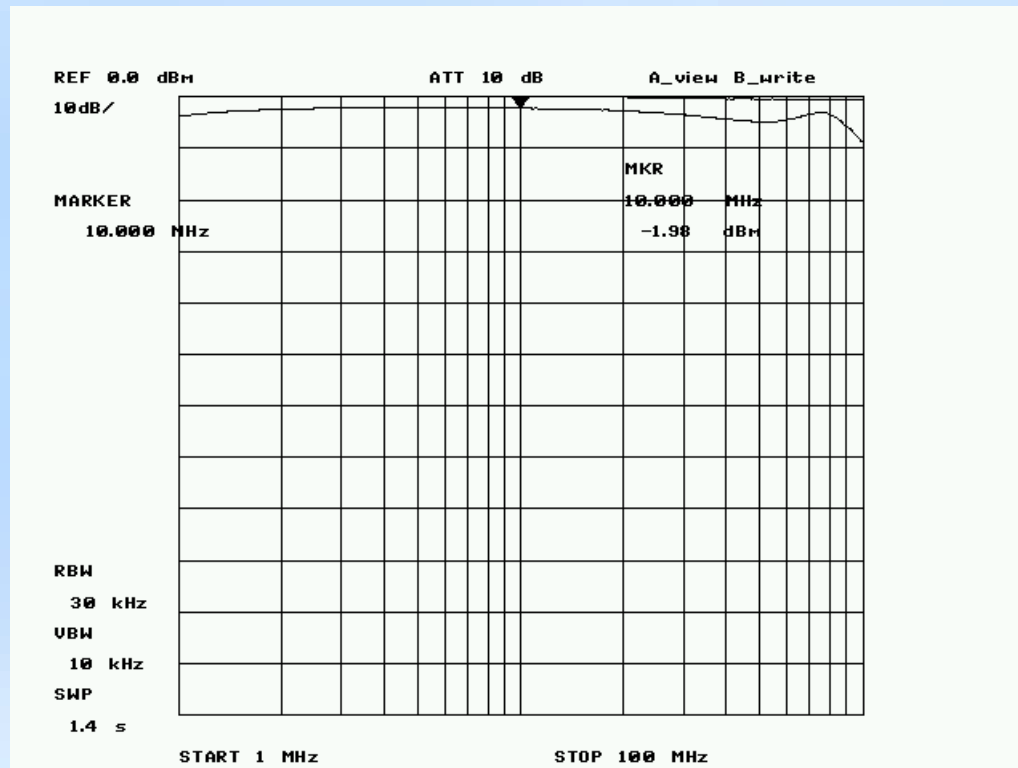 REF 0.0 dBm ATT 10 dB A_view B_write
10dB/
MKR
MARKER 10.000 MHz
10.000 MHz -1.98 dBm
RBW
30 kHz
VBW
10 kHz
SWP
1.4 s
START 1 MHz STOP 100 MHz